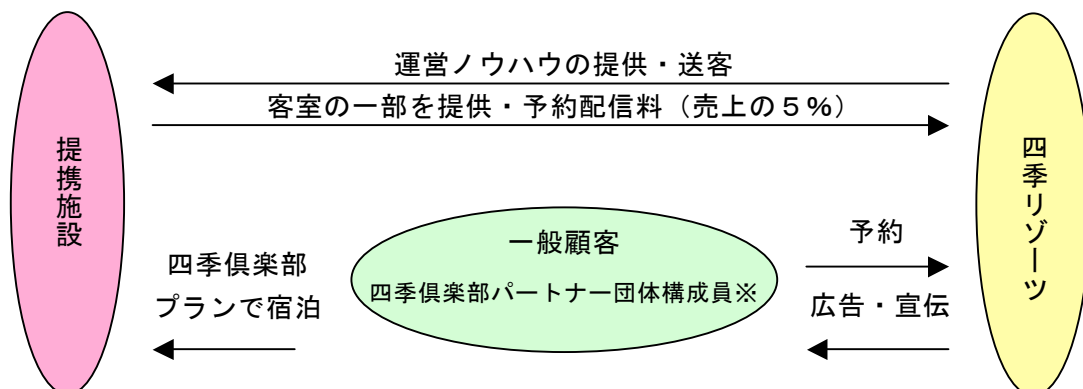 運営ノウハウの提供・送客
客室の一部を提供・予約配信料（売上の５％）
提携施設
四季リゾーツ
一般顧客
四季倶楽部パートナー団体構成員※
予約
広告・宣伝
四季倶楽部
プランで宿泊